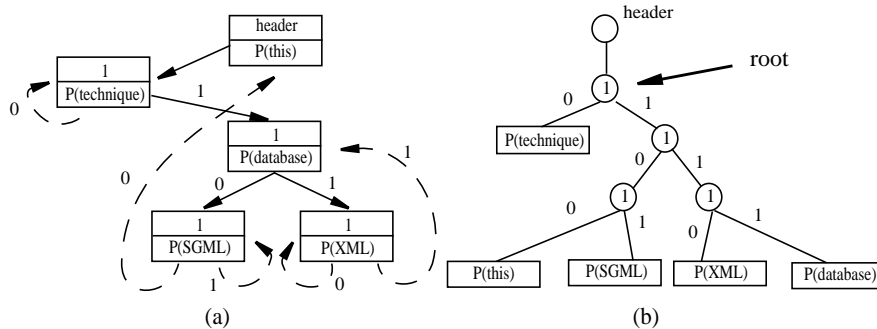 header
P(this)
1
P(technique)
0
1
1
P(database)
0
0
1
1
1
P(SGML)
1
P(XML)
1
0
(a)
header
root
1
0
1
P(technique)
1
0
1
1
1
0
1
0
1
P(this)
P(SGML)
P(XML)
P(database)
(b)